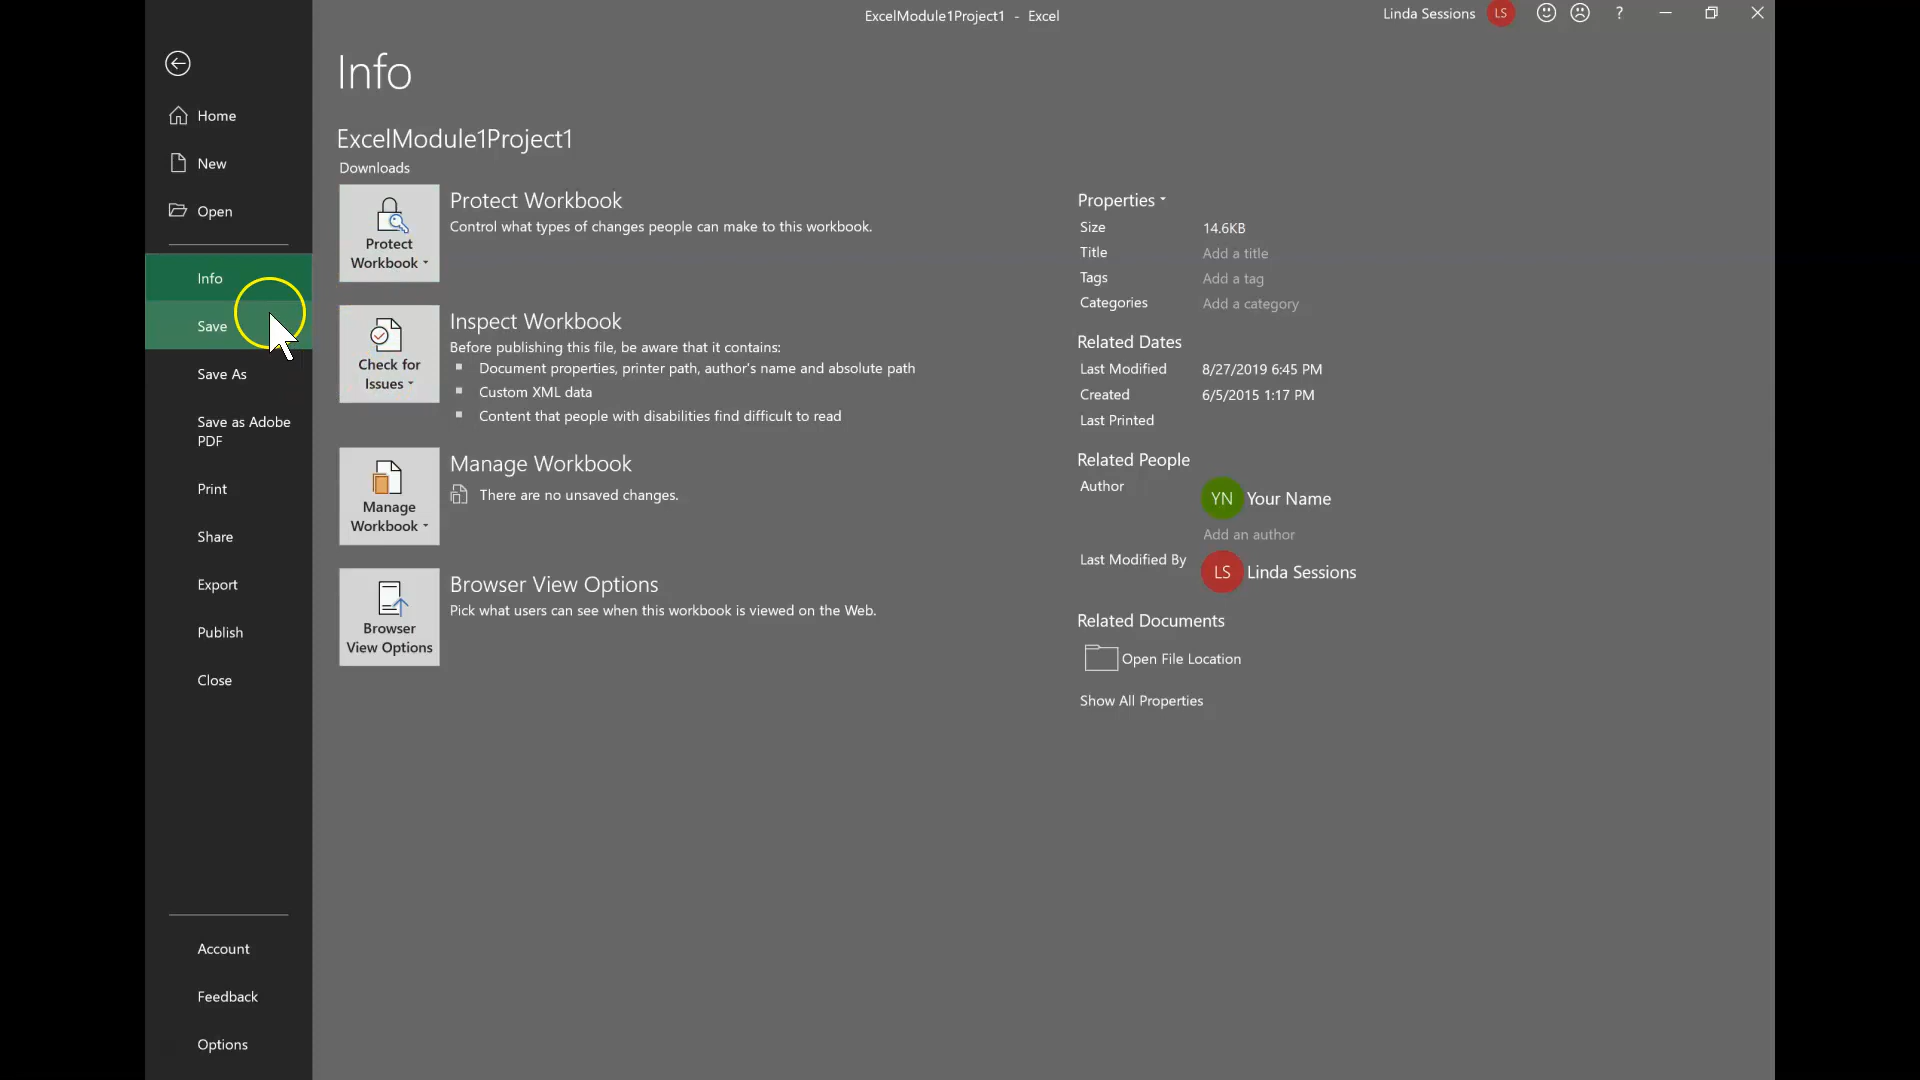 ExcelModule1Project1 - Excel
Linda Sessions LS ?
Info
Home
New
Open
Info
Save
Save As
Save as Adobe
PDF
Print
Share
Export
Publish
Close
Account
Feedback
Options
ExcelModule1Project1
Downloads
Protect
Workbook
Protect Workbook
Control what types of changes people can make to this workbook.
Check for
Issues
Inspect Workbook
Before publishing this file, be aware that it contains:
Document properties, printer path, author's name and absolute path
Custom XML data
Content that people with disabilities find difficult to read
Manage
Workbook
Manage Workbook
There are no unsaved changes.
Browser
View Options
Browser View Options
Pick what users can see when this workbook is viewed on the Web.
Properties
Size 14.6KB
Title Add a title
Tags Add a tag
Categories Add a category
Related Dates
Last Modified 8/27/2019 6:45 PM
Created 6/5/2015 1:17 PM
Last Printed
Related People
Author
YN Your Name
Add an author
Last Modified By
LS Linda Sessions
Related Documents
Open File Location
Show All Properties